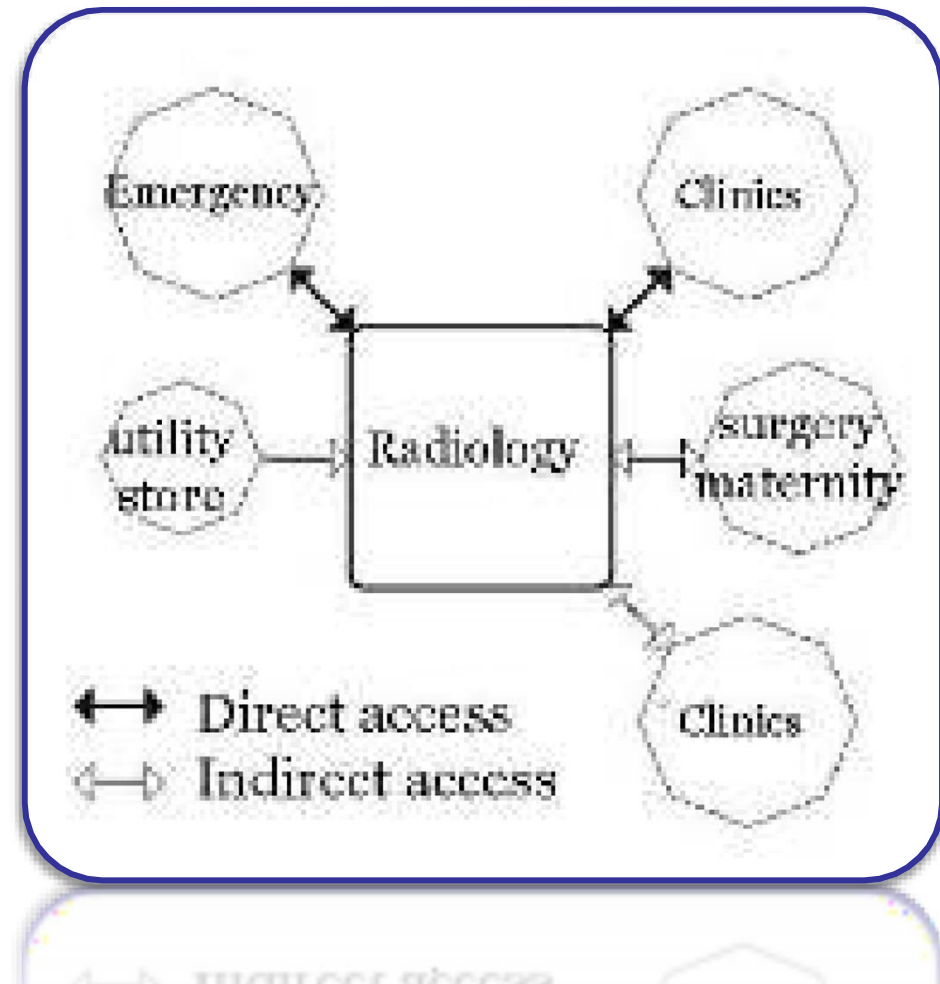 Emergency
Clinics
utility
store
Radiology
surgery
maternity
Clinics
Direct access
Indirect access